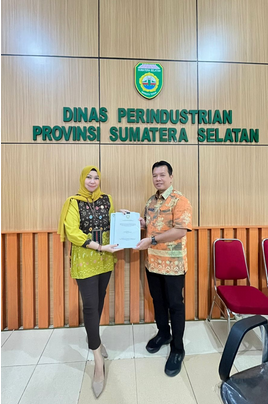 DINAS PERINDUSTRIAN
PROVINSI SUMATERA SELATAN